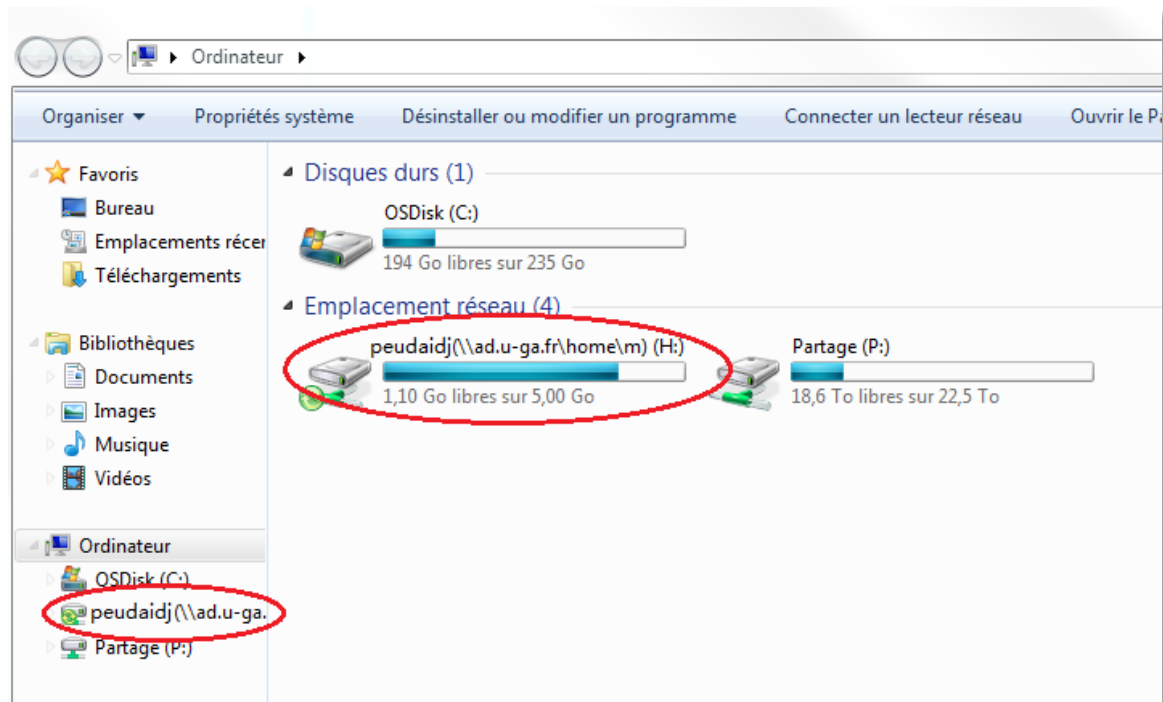 Ordinateur
Organiser Propriétés système Désinstaller ou modifier un programme Connecter un lecteur réseau Ouvrir le Pa
Favoris
Bureau
Emplacements récer
Téléchargements
Bibliothèques
Documents
Images
Musique
Vidéos
Ordinateur
OSDisk (C:)
peudaidj(\\ad.u-ga.
Partage (P:)
Disques durs (1)
OSDisk (C:)
194 Go libres sur 235 Go
Emplacement réseau (4)
peudaidj(\\ad.u-ga.fr\home\m) (H:)
1,10 Go libres sur 5,00 Go
Partage (P:)
18,6 To libres sur 22,5 To